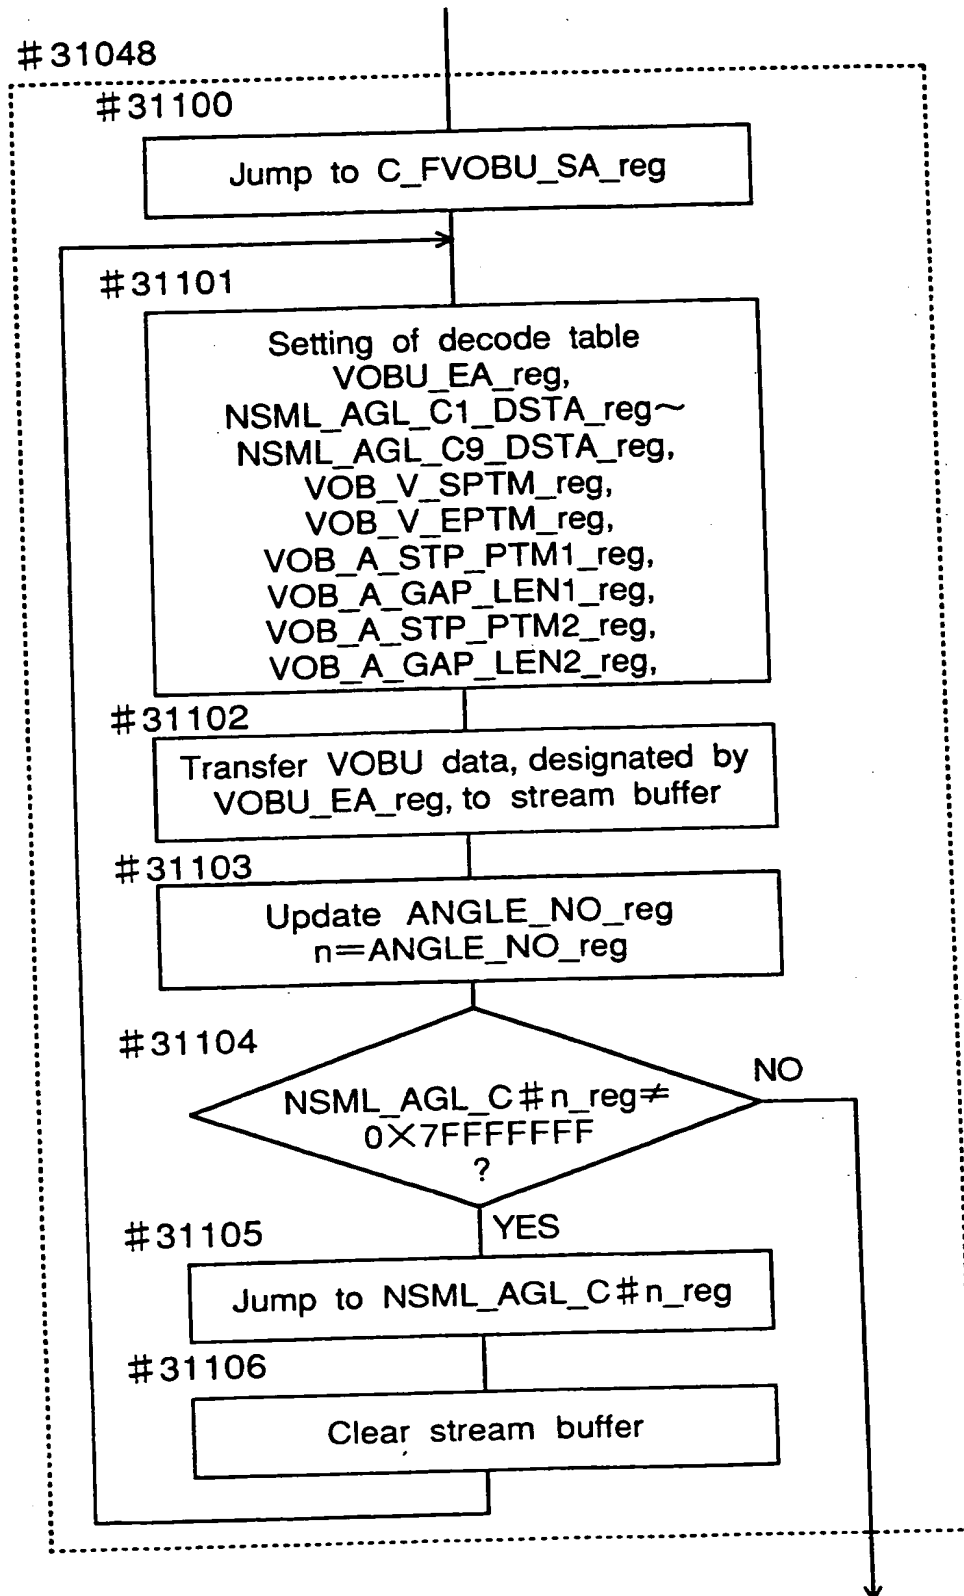 #31048
#31100
Jump to C_FVOBU_SA_reg
#31101
Setting of decode table
VOBU_EA_reg,
NSML_AGL_C1_DSTA_reg~
NSML_AGL_C9_DSTA_reg,
VOB_V_SPTM_reg,
VOB_V_EPTM_reg,
VOB_A_STP_PTM1_reg,
VOB_A_GAP_LEN1_reg,
VOB_A_STP_PTM2_reg,
VOB_A_GAP_LEN2_reg,
#31102
Transfer VOBU data, designated by
VOBU_EA_reg, to stream buffer
#31103
Update ANGLE_NO_reg
n=ANGLE_NO_reg
#31104
NO
NSML_AGL_C#n_reg≠
0×7FFFFFFF
?
YES
#31105
Jump to NSML_AGL_C#n_reg
#31106
Clear stream buffer